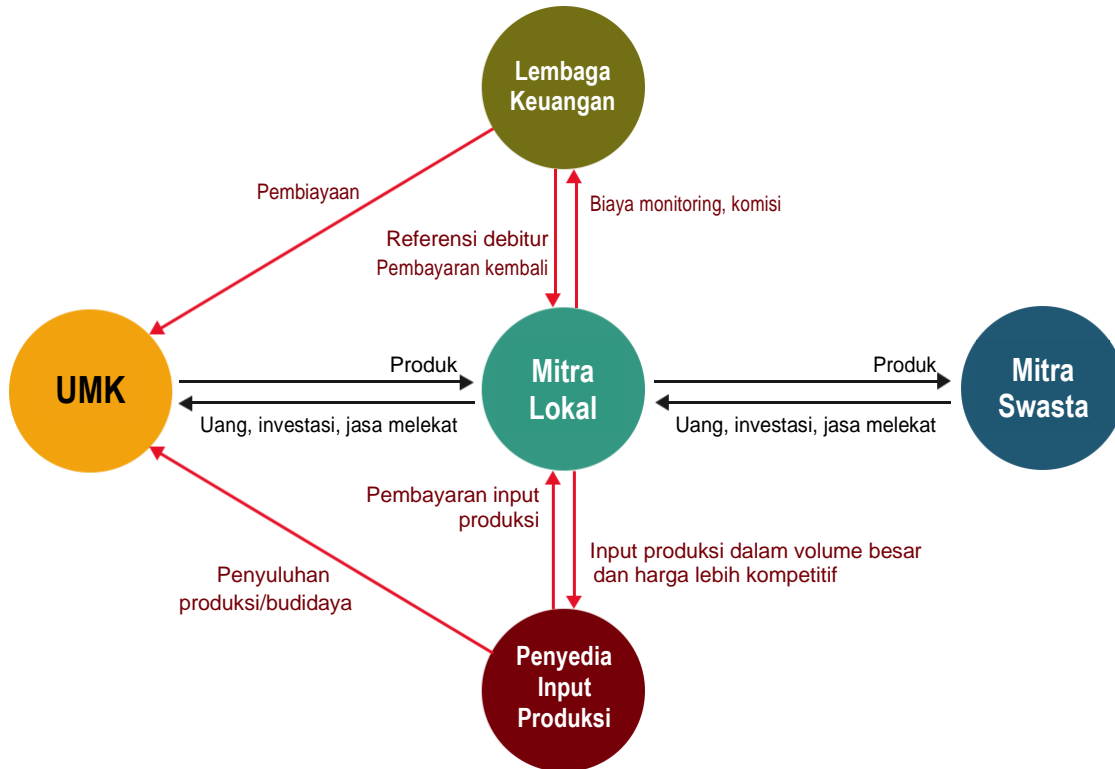 Lembaga
Keuangan
Pembiayaan
Biaya monitoring, komisi
Referensi debitur
Pembayaran kembali
UMK
Produk
Uang, investasi, jasa melekat
Mitra
Lokal
Produk
Uang, investasi, jasa melekat
Mitra
Swasta
Pembayaran input
produksi
Input produksi dalam volume besar
dan harga lebih kompetitif
Penyuluhan
produksi/budidaya
Penyedia
Input
Produksi